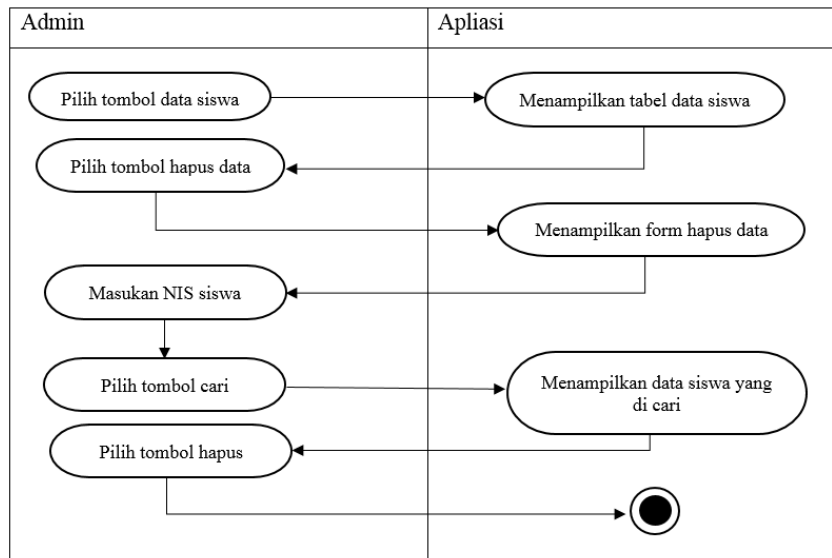 Admin
Apliasi
Pilih tombol data siswa
Menampilkan tabel data siswa
Pilih tombol hapus data
Menampilkan form hapus data
Masukan NIS siswa
Pilih tombol cari
Menampilkan data siswa yang
di cari
Pilih tombol hapus